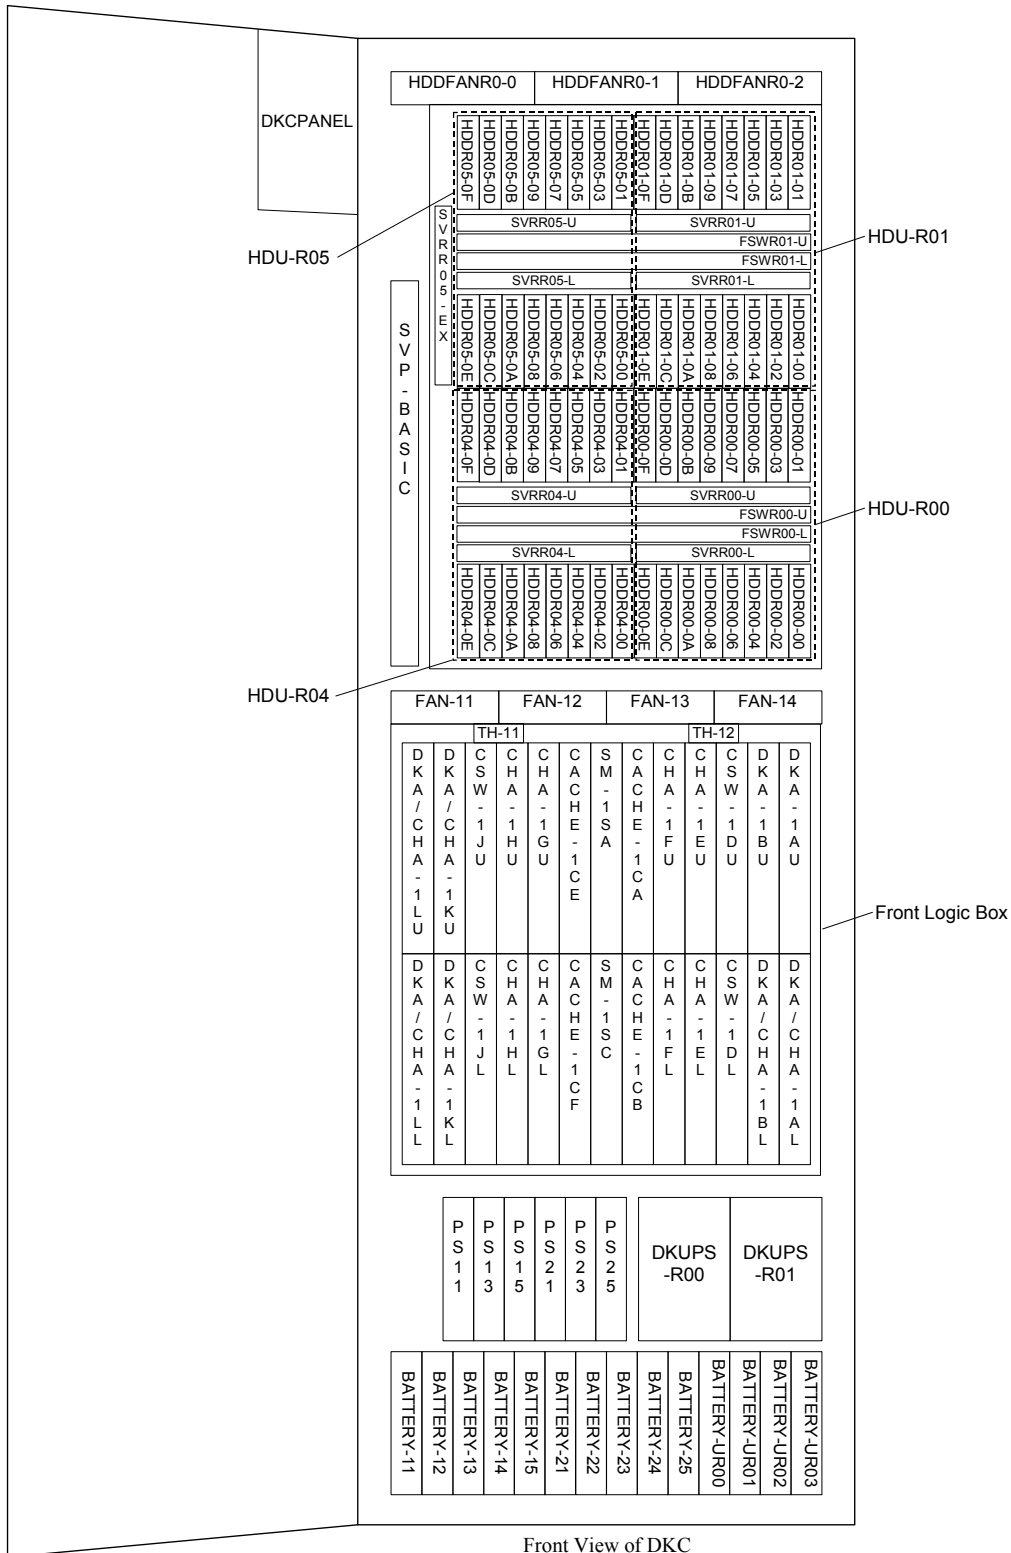 HDDFANR0-0 HDDFANR0-1 HDDFANR0-2
DKCPANEL
HDDR05-0F HDDR05-0D HDDR05-0B HDDR05-09 HDDR05-07 HDDR05-05 HDDR05-03 HDDR05-01 HDDR01-0F HDDR01-0D HDDR01-0B HDDR01-09 HDDR01-07 HDDR01-05 HDDR01-03 HDDR01-01
SVRR05-EX
SVRR05-U SVRR01-U
FSWR01-U
HDU-R01
HDU-R05
FSWR01-L
SVRR05-L SVRR01-L
SVP-BASIC
HDDR05-0E HDDR05-0C HDDR05-0A HDDR05-08 HDDR05-06 HDDR05-04 HDDR05-02 HDDR05-00 HDDR01-0E HDDR01-0C HDDR01-0A HDDR01-08 HDDR01-06 HDDR01-04 HDDR01-02 HDDR01-00
HDDR04-0F HDDR04-0D HDDR04-0B HDDR04-09 HDDR04-07 HDDR04-05 HDDR04-03 HDDR04-01 HDDR00-0F HDDR00-0D HDDR00-0B HDDR00-09 HDDR00-07 HDDR00-05 HDDR00-03 HDDR00-01
SVRR04-U SVRR00-U
FSWR00-U
HDU-R00
FSWR00-L
SVRR04-L SVRR00-L
HDDR04-0E HDDR04-0C HDDR04-0A HDDR04-08 HDDR04-06 HDDR04-04 HDDR04-02 HDDR04-00 HDDR00-0E HDDR00-0C HDDR00-0A HDDR00-08 HDDR00-06 HDDR00-04 HDDR00-02 HDDR00-00
HDU-R04
FAN-11 FAN-12 FAN-13 FAN-14
TH-11 TH-12
DKA/CHA-1LU DKA/CHA-1KU CSW-1JU CHA-1HU CHA-1GU CACHE-1CE SM-1SA CACHE-1CA CHA-1FU CHA-1EU CSW-1DU DKA-1BU DKA-1AU
Front Logic Box
DKA/CHA-1LL DKA/CHA-1KL CSW-1JL CHA-1HL CHA-1GL CACHE-1CF SM-1SC CACHE-1CB CHA-1FL CHA-1EL CSW-1DL DKA/CHA-1BL DKA/CHA-1AL
PS11 PS13 PS15 PS21 PS23 PS25
DKUPS DKUPS
-R00 -R01
BATTERY-11 BATTERY-12 BATTERY-13 BATTERY-14 BATTERY-15 BATTERY-21 BATTERY-22 BATTERY-23 BATTERY-24 BATTERY-25 BATTERY-UR00 BATTERY-UR01 BATTERY-UR02 BATTERY-UR03
Front View of DKC